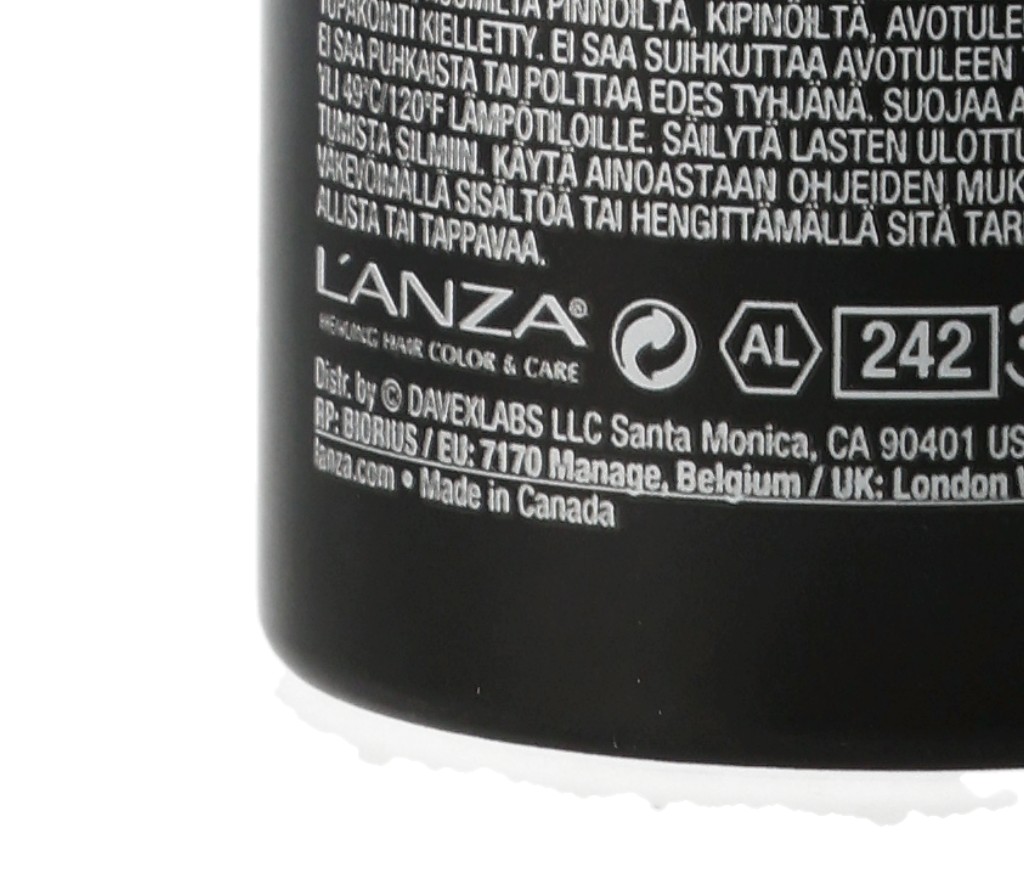 PINNOILTA, KIPINÖILTÄ, AVOTULE
TUPAKOINTI KIELLETTY. EI SAA SUIHKUTTAA AVOTULEEN
EI SAA PUHKAISTA TAI POLTTAA EDES TYHJÄNÄ. SUOJAA A
YLI 49°C/120°F LÄMPÖTILOILLE. SÄILYTÄ LASTEN ULOTTU
TUMISTA SILMIIN. KÄYTÄ AINOASTAAN OHJEIDEN MUK
VÄKEVÖIMÄLLÄ SISÄLTÖÄ TAI HENGITTÄMÄLLÄ SITÄ TAR
ALLISTA TAI TAPPAVAA.
L'ANZA®
HEALING HAIR COLOR & CARE
AL
242
Distr. by © DAVEXLABS LLC Santa Monica, CA 90401 US
RP: BIORIUS / EU: 7170 Manage, Belgium / UK: London
lanza.com • Made in Canada